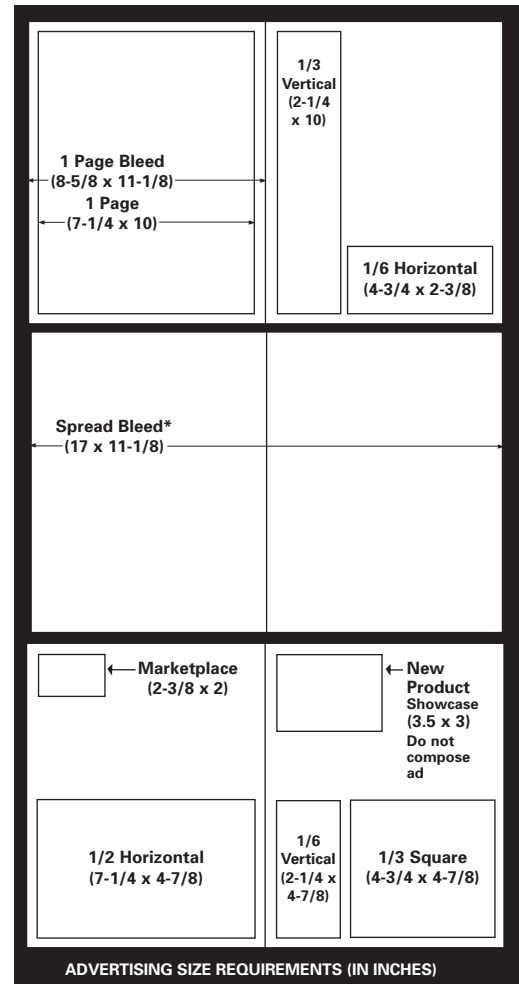 1 Page Bleed
(8-5/8 x 11-1/8)
1 Page
(7-1/4 x 10)
1/3
Vertical
(2-1/4
x 10)
1/6 Horizontal
(4-3/4 x 2-3/8)
Spread Bleed*
(17 x 11-1/8)
Marketplace
(2-3/8 x 2)
New
Product
Showcase
(3.5 x 3)
Do not
compose
ad
1/2 Horizontal
(7-1/4 x 4-7/8)
1/6
Vertical
(2-1/4 x
4-7/8)
1/3 Square
(4-3/4 x 4-7/8)
ADVERTISING SIZE REQUIREMENTS (IN INCHES)